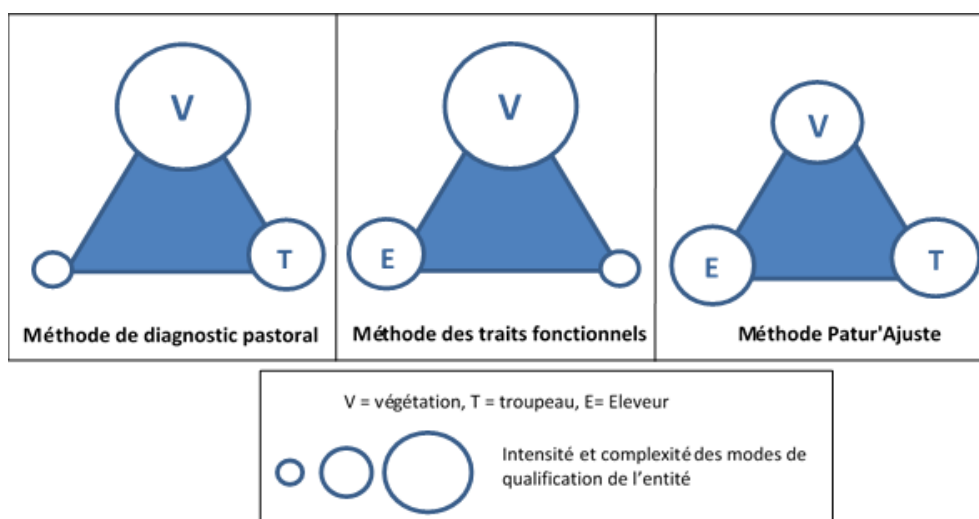 V
T
Méthode de diagnostic pastoral
V
E
Méthode des traits fonctionnels
V
E
T
Méthode Patur'Ajuste
V = végétation, T = troupeau, E= Eleveur
Intensité et complexité des modes de
qualification de l'entité